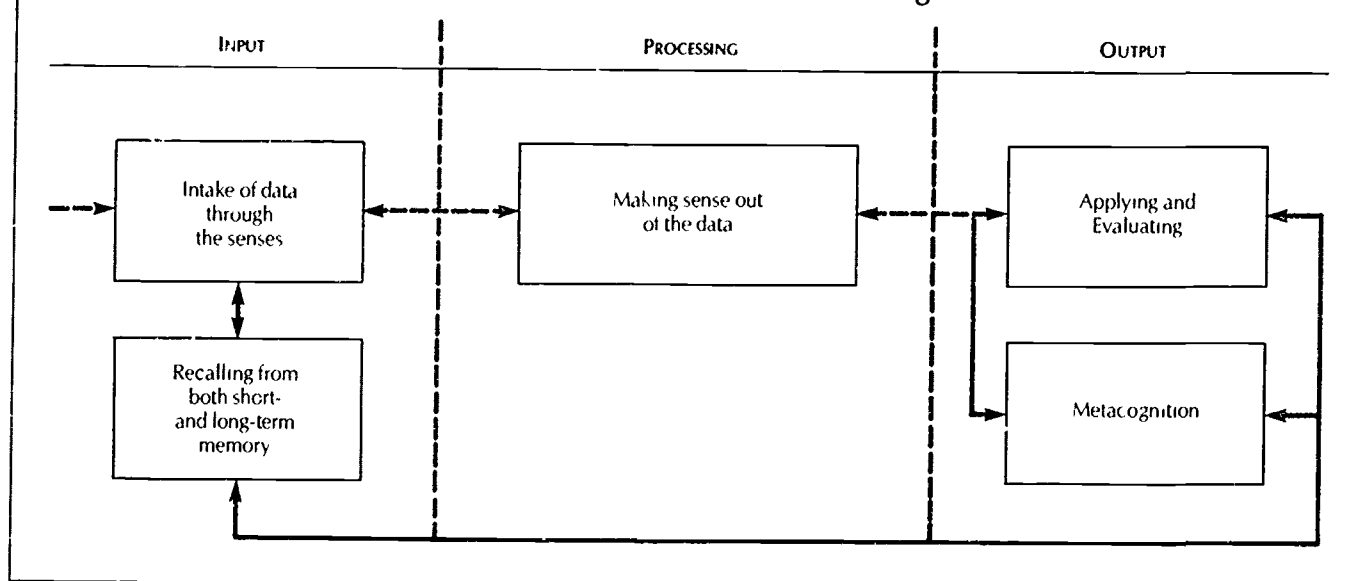 INPUT
PROCESSING
OUTPUT
Intake of data
through
the senses
Making sense out
of the data
Applying and
Evaluating
Recalling from
both short-
and long-term
memory
Metacognition